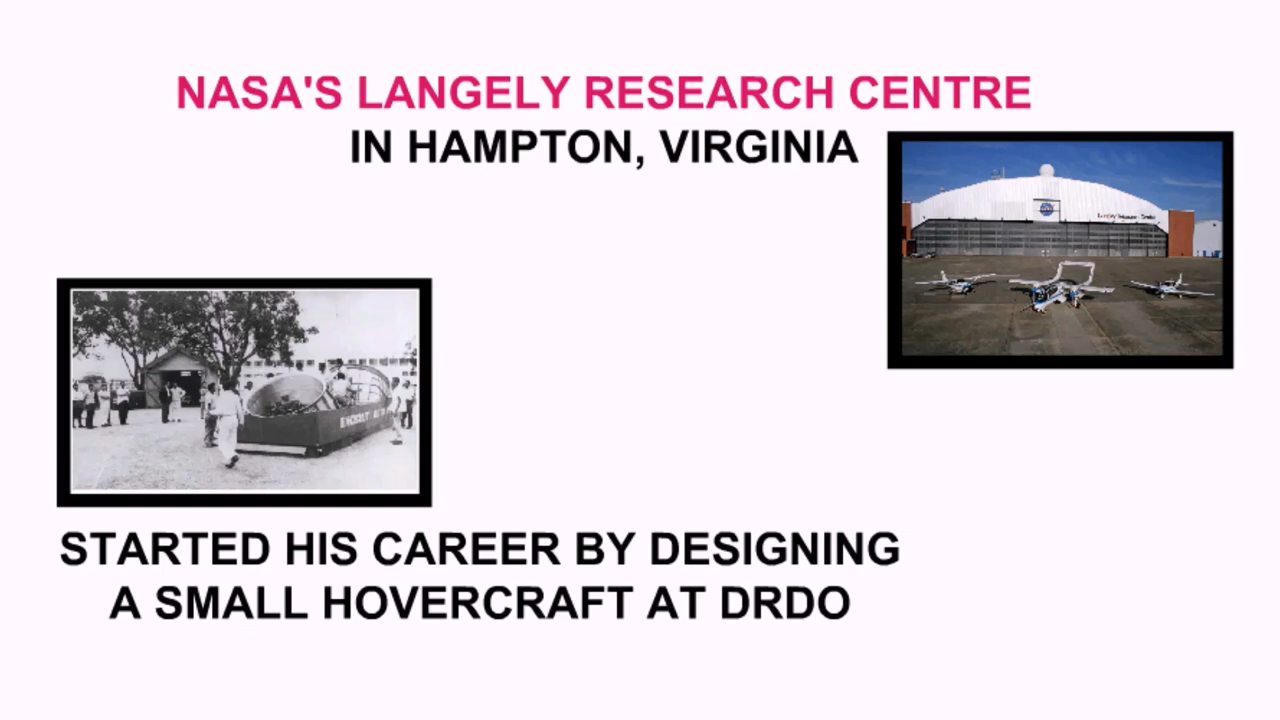 NASA'S LANGELY RESEARCH CENTRE
IN HAMPTON, VIRGINIA
STARTED HIS CAREER BY DESIGNING
A SMALL HOVERCRAFT AT DRDO